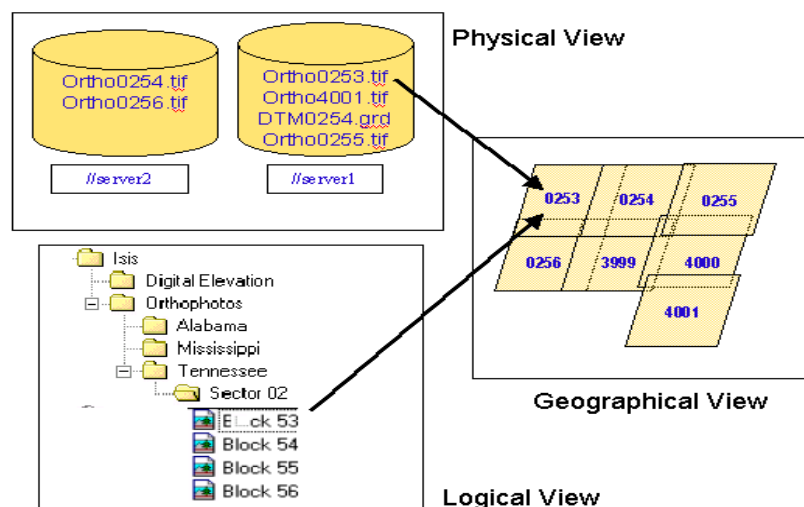 Physical View
Ortho0254.tif
Ortho0256.tif
//server2
Ortho0253.tif
Ortho4001.tif
DTM0254.grd
Ortho0255.tif
//server1
0253
0254
0255
0256
3999
4000
4001
Geographical View
Isis
Digital Elevation
Orthophotos
Alabama
Mississippi
Tennessee
Sector 02
53
Block 54
Block 55
Block 56
Logical View